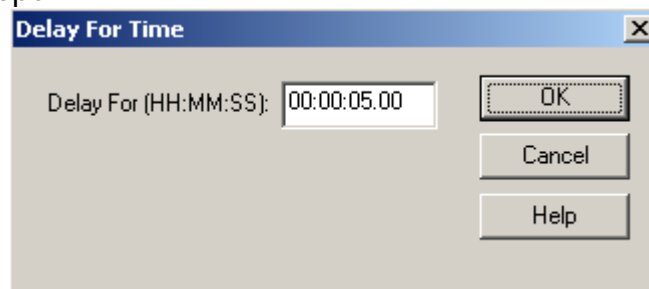 Delay For Time
Delay For (HH:MM:SS): 00:00:05.00
OK
Cancel
Help